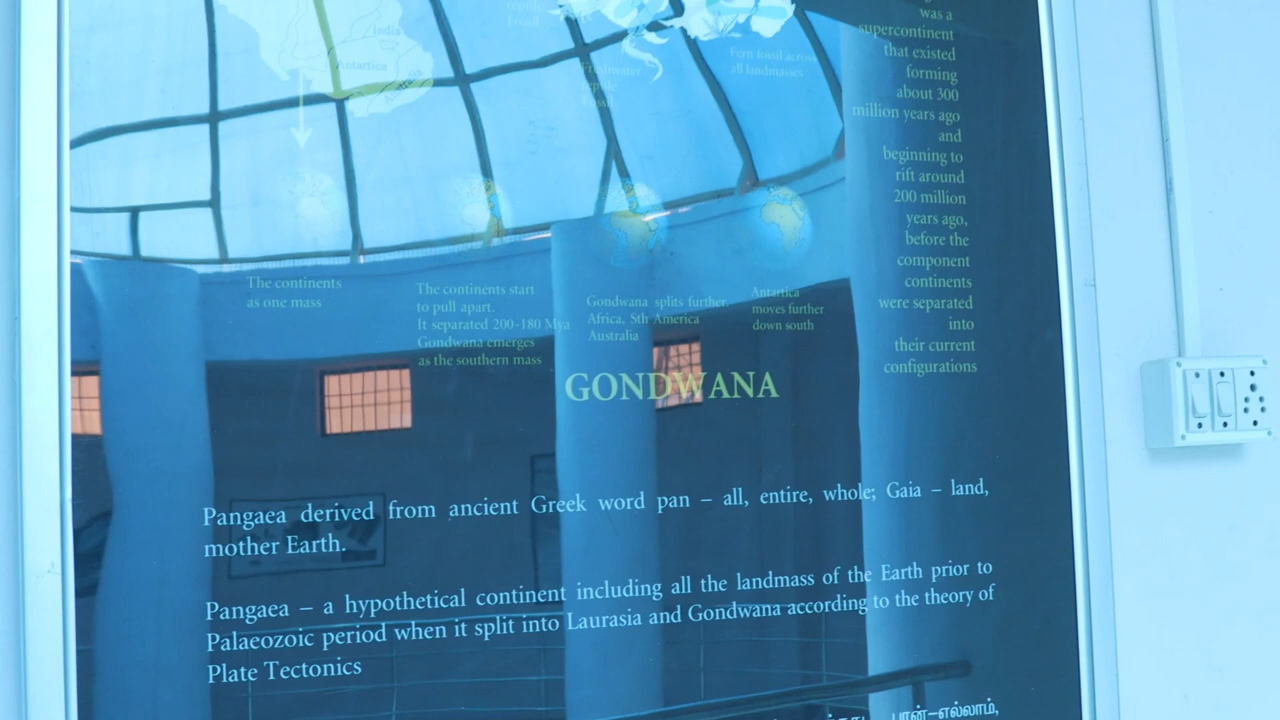 India
Antartica
Australia
reptile
Fossil
Freshwater
reptile
Fossil
Fern fossil across
all landmasses
was a
supercontinent
that existed
forming
about 300
million years ago
and
beginning to
rift around
200 million
years ago,
before the
component
continents
were separated
into
their current
configurations
The continents
as one mass
The continents start
to pull apart.
It separated 200-180 Mya
Gondwana emerges
as the southern mass
Gondwana splits further,
Africa, Sth America
Australia
Antartica
moves further
down south
GONDWANA
Pangaea derived from ancient Greek word pan – all, entire, whole; Gaia – land,
mother Earth.
Pangaea – a hypothetical continent including all the landmass of the Earth prior to
Palaeozoic period when it split into Laurasia and Gondwana according to the theory of
Plate Tectonics
பான்–எல்லாம்,